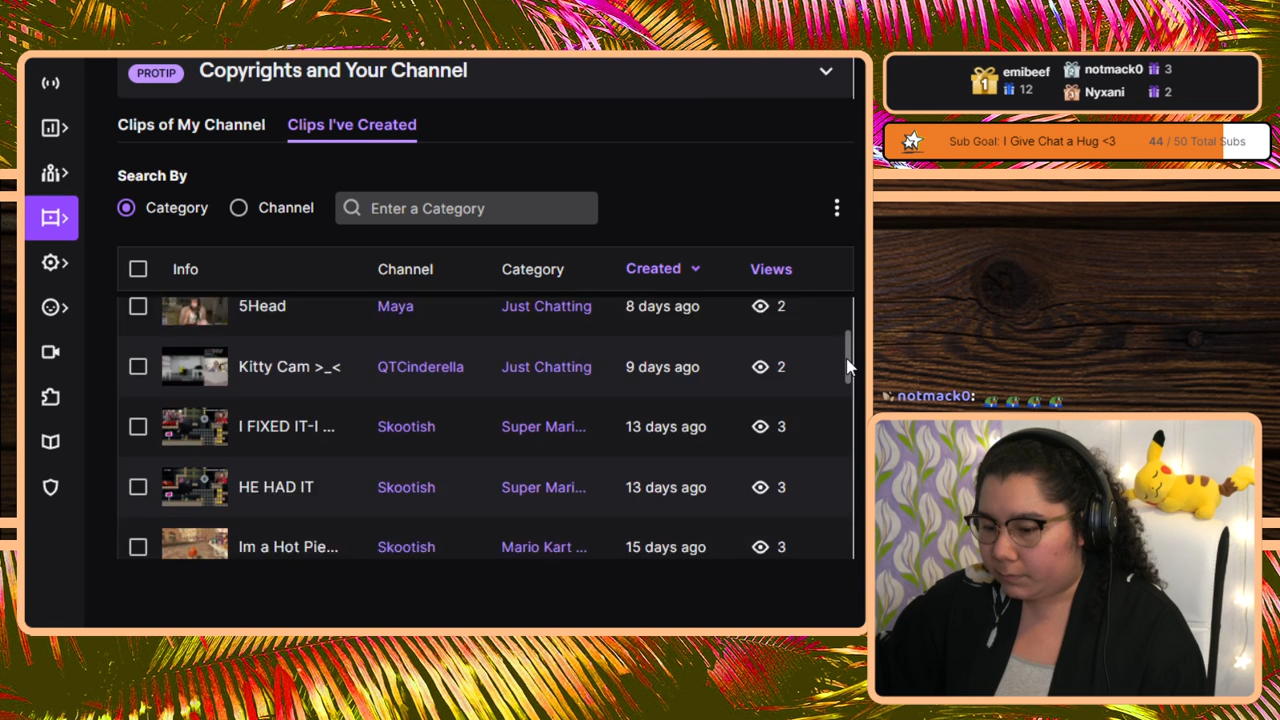 PROTIP Copyrights and Your Channel
Clips of My Channel Clips I've Created
Search By
Category Channel Enter a Category
Info Channel Category Created Views
5Head Maya Just Chatting 8 days ago 2
Kitty Cam >_< QTCinderella Just Chatting 9 days ago 2
I FIXED IT-I ... Skootish Super Mari... 13 days ago 3
HE HAD IT Skootish Super Mari... 13 days ago 3
Im a Hot Pie... Skootish Mario Kart ... 15 days ago 3
1 emibeef 12
2 notmack0 3
3 Nyxani 2
Sub Goal: I Give Chat a Hug <3 44 / 50 Total Subs
notmack0: